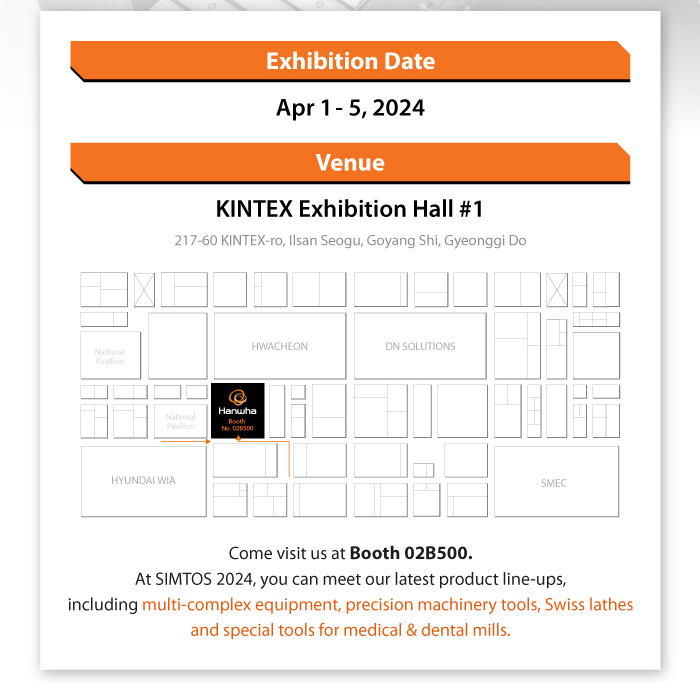 Exhibition Date
Apr 1 - 5, 2024
Venue
KINTEX Exhibition Hall #1
217-60 KINTEX-ro, Ilsan Seogu, Goyang Shi, Gyeonggi Do
National
Pavilion
HWACHEON
DN SOLUTIONS
National
Pavilion
Hanwha
Booth
No. 02B500
HYUNDAI WIA
SMEC
Come visit us at Booth 02B500.
At SIMTOS 2024, you can meet our latest product line-ups,
including multi-complex equipment, precision machinery tools, Swiss lathes
and special tools for medical & dental mills.